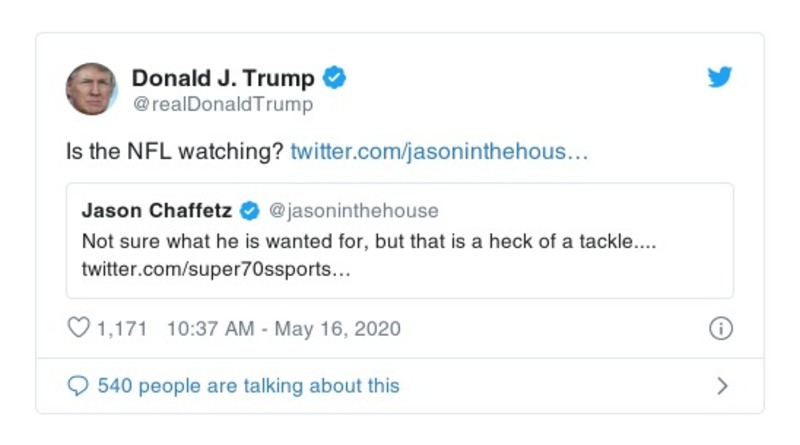 Donald J. Trump
@realDonaldTrump
Is the NFL watching? twitter.com/jasoninthehous…
Jason Chaffetz @jasoninthehouse
Not sure what he is wanted for, but that is a heck of a tackle....
twitter.com/super70ssports…
1,171 10:37 AM - May 16, 2020
540 people are talking about this